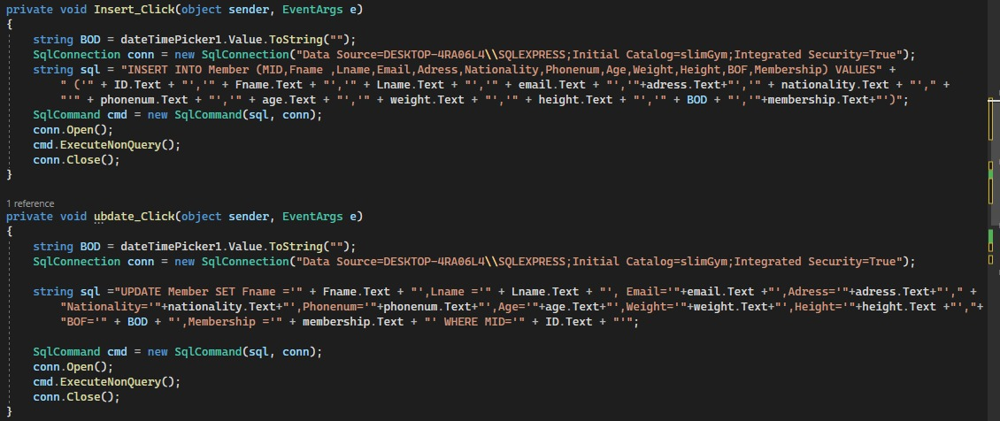 private void Insert_Click(object sender, EventArgs e)
{
    string BOD = dateTimePicker1.Value.ToString("");
    SqlConnection conn = new SqlConnection("Data Source=DESKTOP-4RA06L4\\SQLEXPRESS;Initial Catalog=slimGym;Integrated Security=True");
    string sql = "INSERT INTO Member (MID,Fname ,Lname,Email,Adress,Nationality,Phonenum,Age,Weight,Height,BOF,Membership) VALUES" +
        " ('" + ID.Text + "','" + Fname.Text + "','" + Lname.Text + "','" + email.Text + "','"+adress.Text+"','" + nationality.Text + "'," +
        "'" + phonenum.Text + "','" + age.Text + "','" + weight.Text + "','" + height.Text + "','" + BOD + "','"+membership.Text+"')";
    SqlCommand cmd = new SqlCommand(sql, conn);
    conn.Open();
    cmd.ExecuteNonQuery();
    conn.Close();
}
1 reference
private void update_Click(object sender, EventArgs e)
{
    string BOD = dateTimePicker1.Value.ToString("");
    SqlConnection conn = new SqlConnection("Data Source=DESKTOP-4RA06L4\\SQLEXPRESS;Initial Catalog=slimGym;Integrated Security=True");
    string sql ="UPDATE Member SET Fname ='" + Fname.Text + "',Lname ='" + Lname.Text + "', Email='"+email.Text +"',Adress='"+adress.Text+"'," +
        "Nationality='"+nationality.Text+"',Phonenum='"+phonenum.Text+"',Age='"+age.Text+"',Weight='"+weight.Text+"',Height='"+height.Text +"',"+
        "BOF='" + BOD + "',Membership ='" + membership.Text + "' WHERE MID='" + ID.Text + "'";
    SqlCommand cmd = new SqlCommand(sql, conn);
    conn.Open();
    cmd.ExecuteNonQuery();
    conn.Close();
}